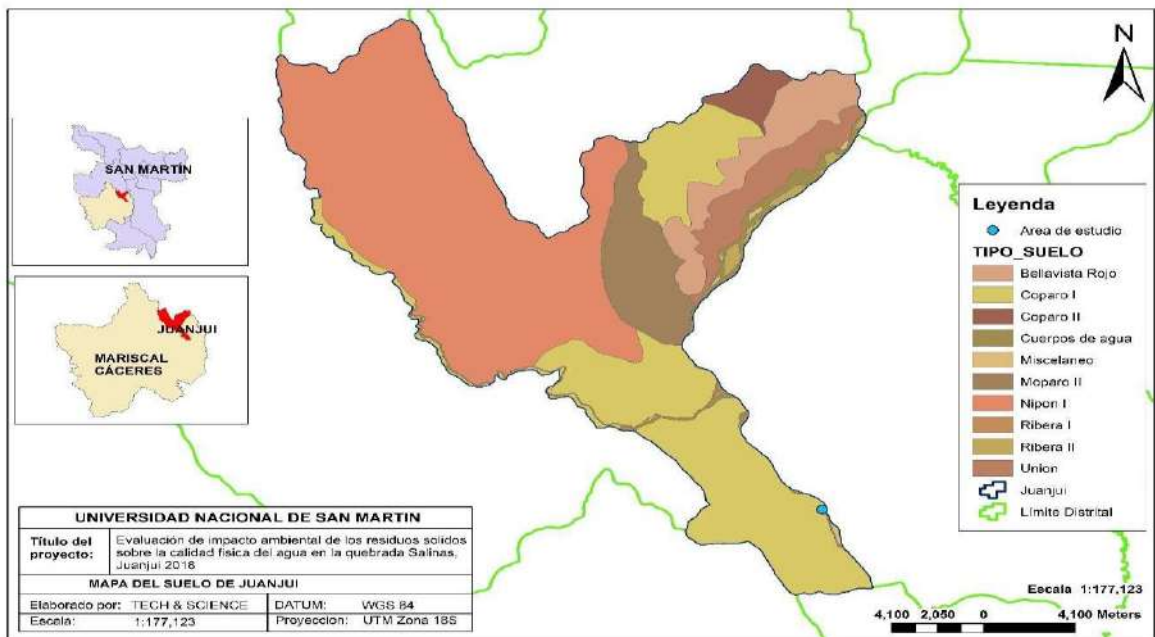 N
SAN MARTÍN
JUANJUI
MARISCAL
CÁCERES
Leyenda
Area de estudio
TIPO_SUELO
Bellavista Rojo
Coparo I
Coparo II
Cuerpos de agua
Miscelaneo
Moparo II
Nipon I
Ribera I
Ribera II
Union
Juanjui
Límite Distrital
UNIVERSIDAD NACIONAL DE SAN MARTIN
Título del proyecto: Evaluación de impacto ambiental de los residuos solidos
sobre la calidad fisica del agua en la quebrada Salinas,
Juanjui 2018
MAPA DEL SUELO DE JUANJUI
Elaborado por: TECH & SCIENCE DATUM: WGS 84
Escala: 1:177,123 Proyeccion: UTM Zona 18S
Escala 1:177,123
4,100 2,050 0 4,100 Meters